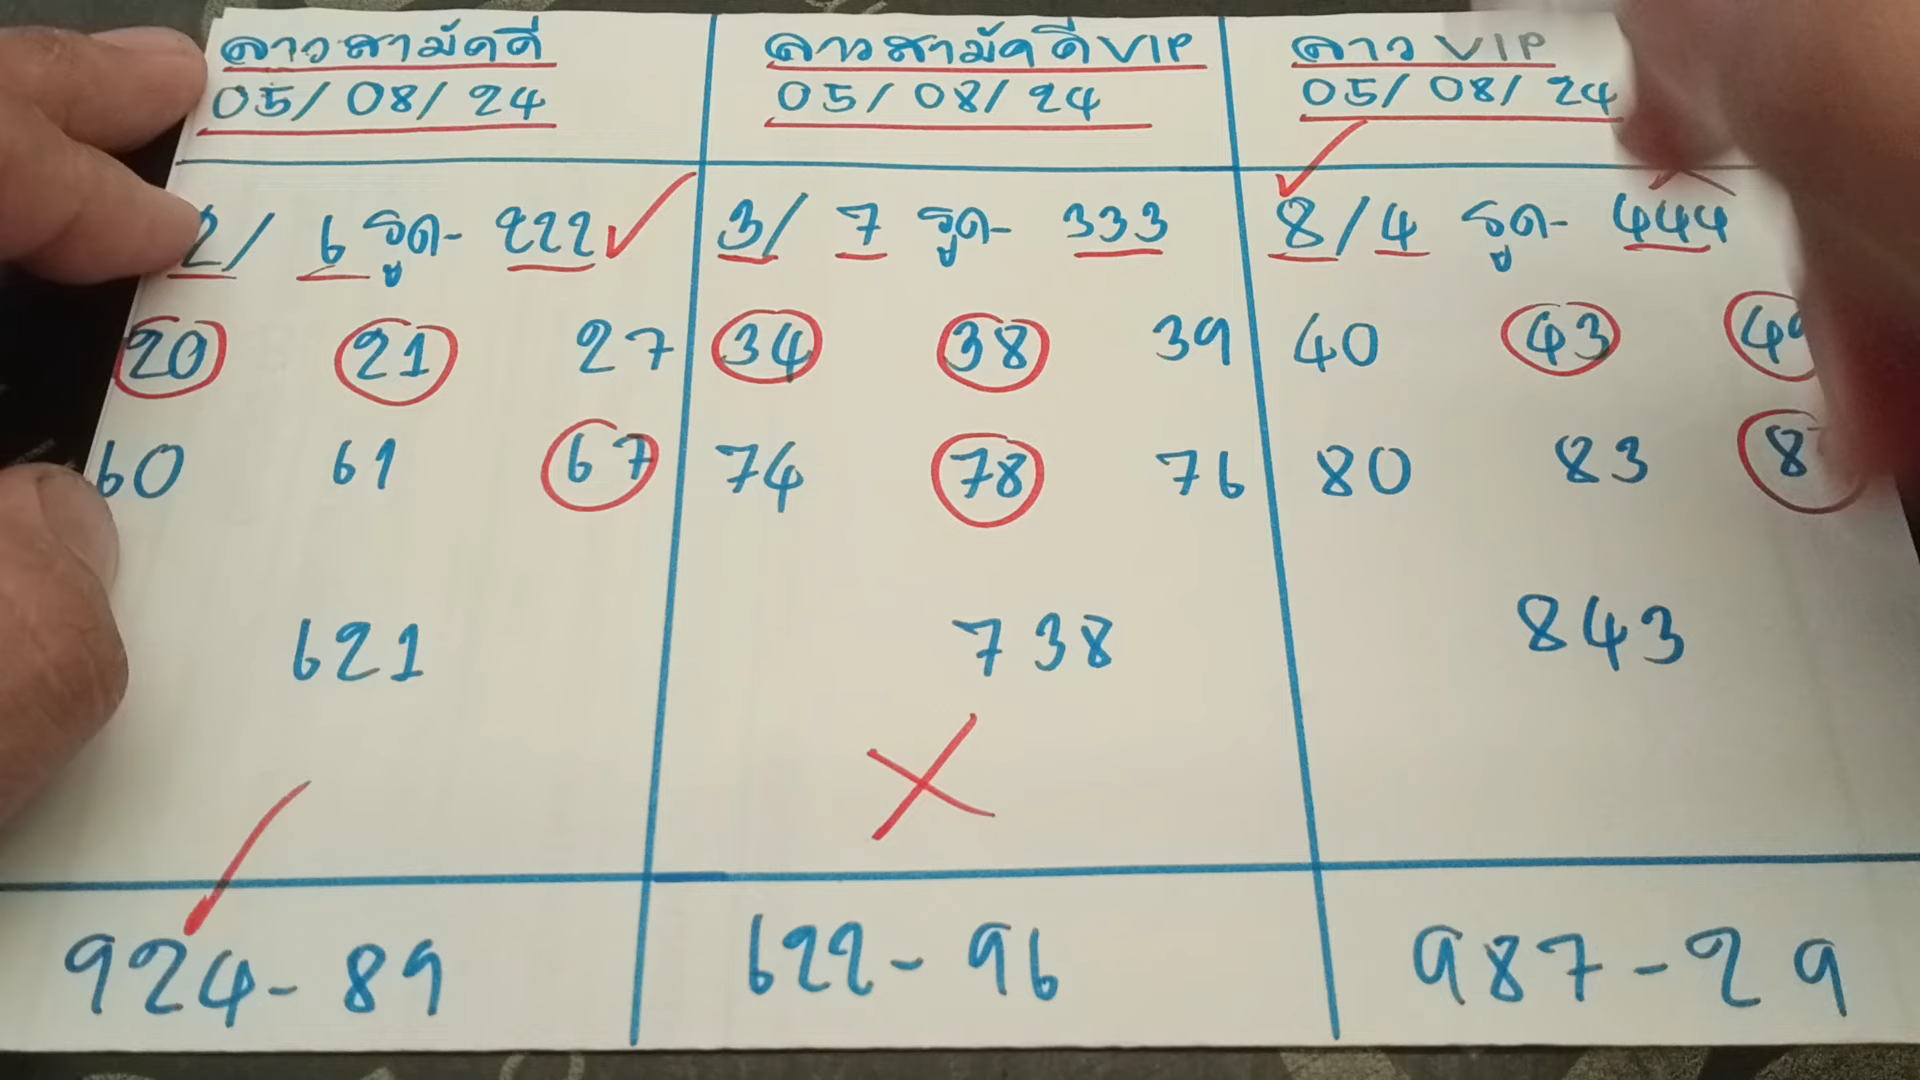 ลาวสามัคคี
05/08/24
2/ 6 รูด- 222
20 21 27
60 61 67
621
924-89
ลาวสามัคคี VIP
05/08/24
3/ 7 รูด- 333
34 38 39
74 78 76
738
622-96
ลาว VIP
05/08/24
8/4 รูด- 444
40 43
80 83
843
987-29